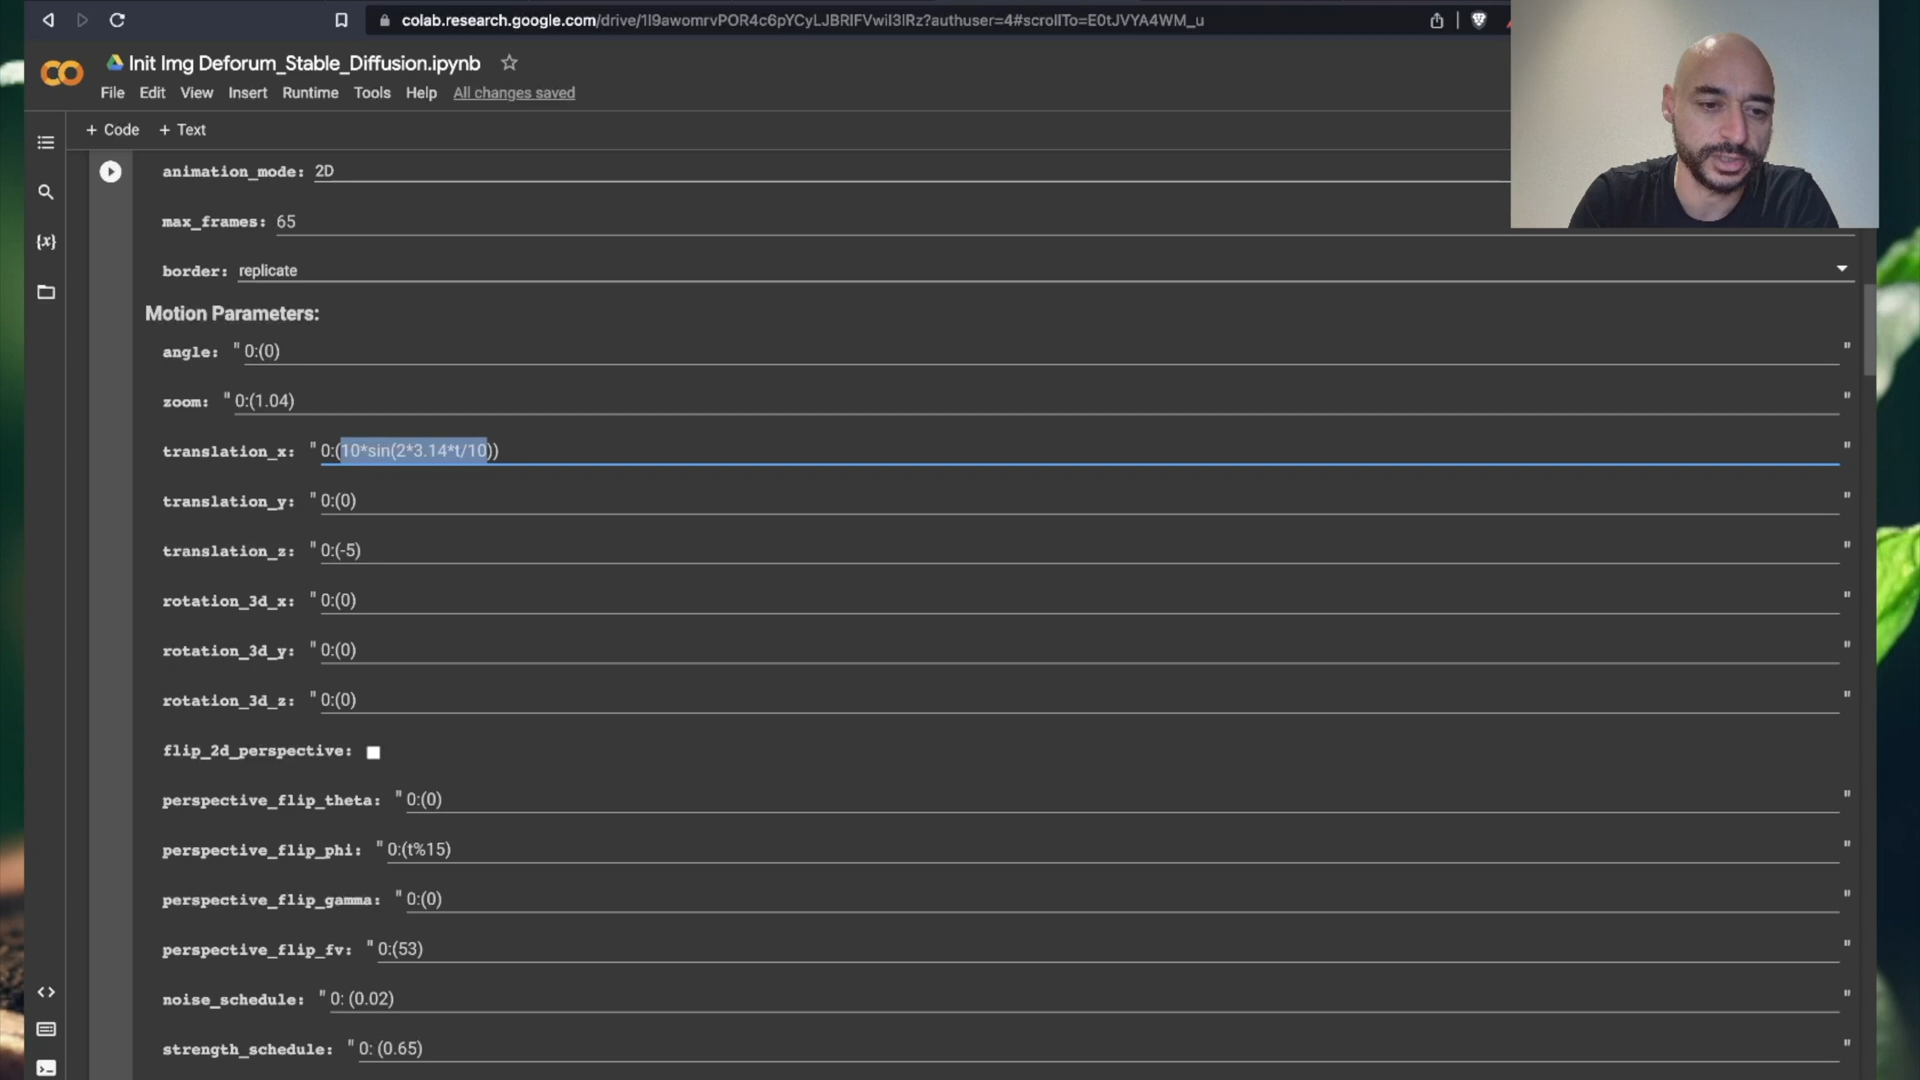 colab.research.google.com/drive/1I9awomrvPOR4c6pYCyLJBRIFVwiI3lRz?authuser=4#scrollTo=E0tJVYA4WM_u
Init Img Deforum_Stable_Diffusion.ipynb
File Edit View Insert Runtime Tools Help All changes saved
+ Code + Text
animation_mode: 2D
max_frames: 65
border: replicate
Motion Parameters:
angle: " 0:(0) "
zoom: " 0:(1.04) "
translation_x: " 0:(10*sin(2*3.14*t/10)) "
translation_y: " 0:(0) "
translation_z: " 0:(-5) "
rotation_3d_x: " 0:(0) "
rotation_3d_y: " 0:(0) "
rotation_3d_z: " 0:(0) "
flip_2d_perspective:
perspective_flip_theta: " 0:(0) "
perspective_flip_phi: " 0:(t%15) "
perspective_flip_gamma: " 0:(0) "
perspective_flip_fv: " 0:(53) "
noise_schedule: " 0: (0.02) "
strength_schedule: " 0: (0.65) "